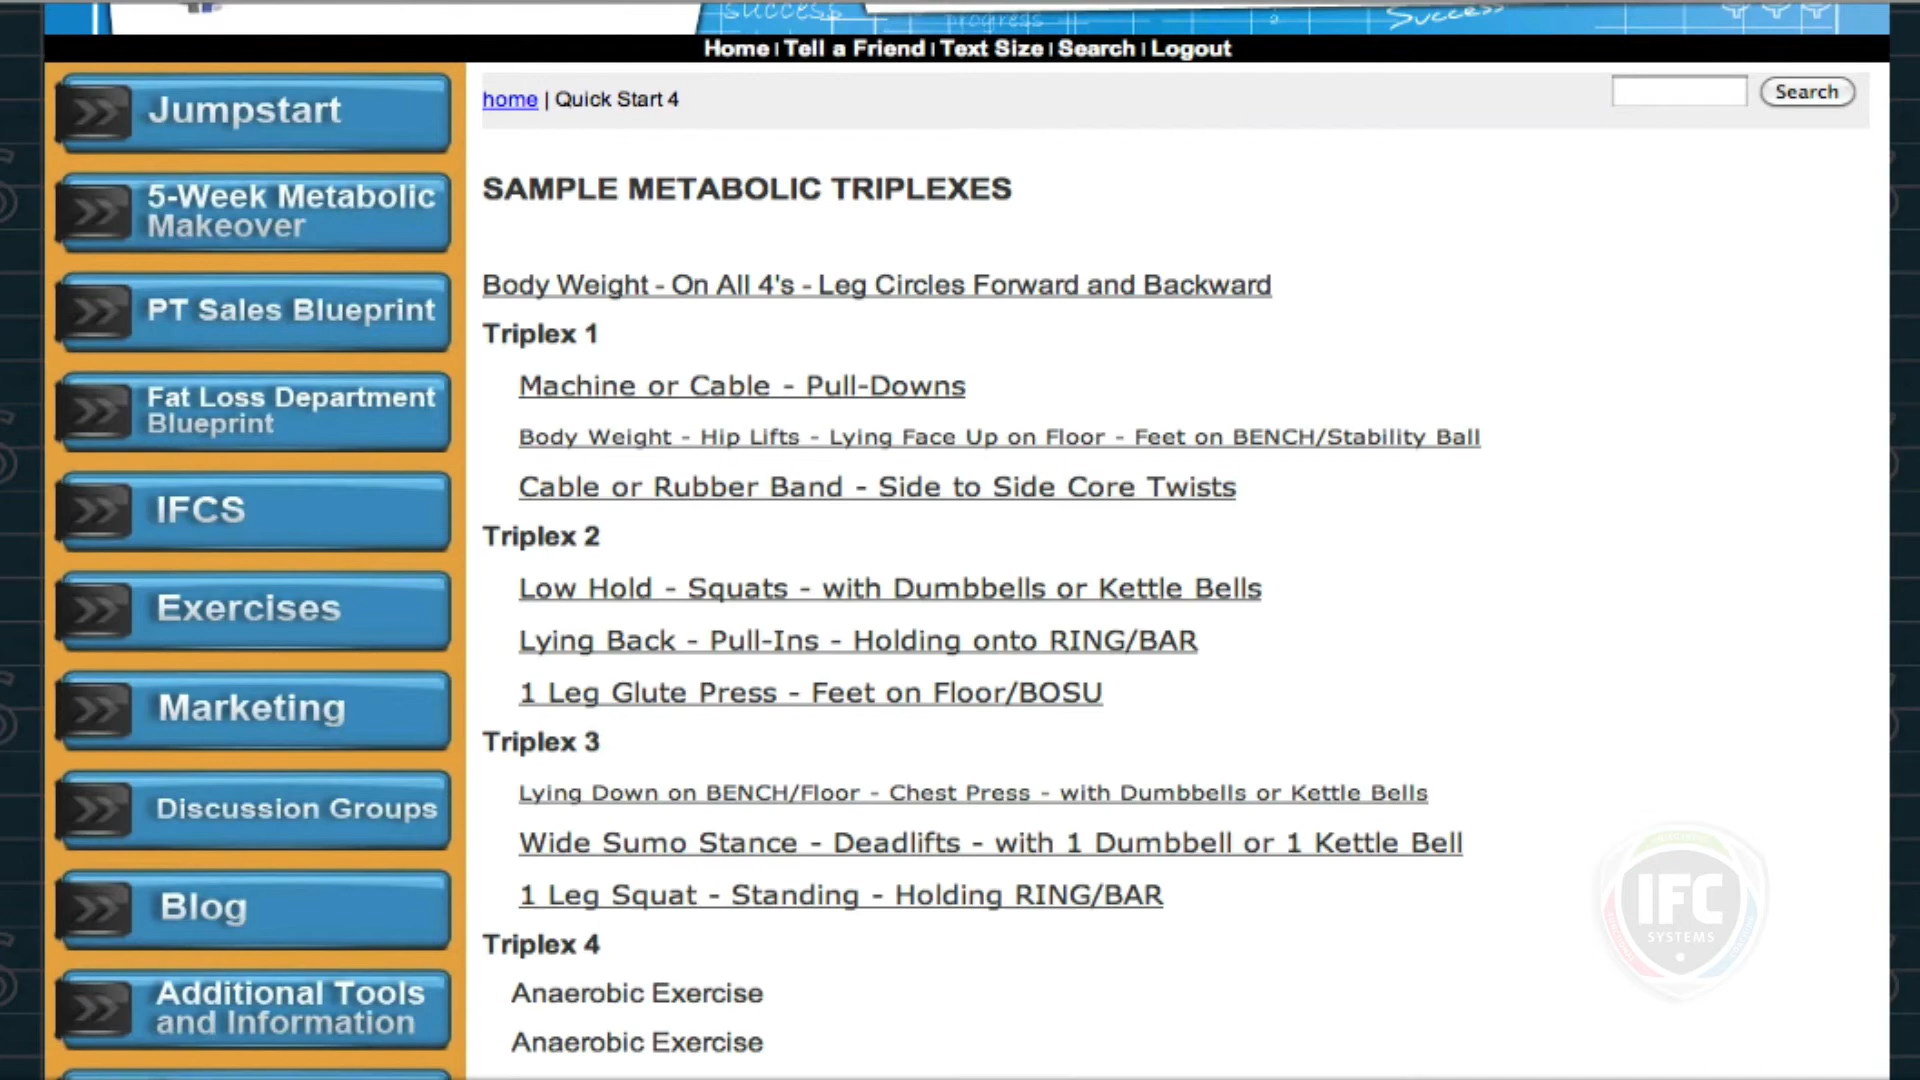 success
progress
Success
Home | Tell a Friend | Text Size | Search | Logout
Jumpstart
5-Week Metabolic
Makeover
PT Sales Blueprint
Fat Loss Department
Blueprint
IFCS
Exercises
Marketing
Discussion Groups
Blog
Additional Tools
and Information
home | Quick Start 4
Search
SAMPLE METABOLIC TRIPLEXES
Body Weight - On All 4's - Leg Circles Forward and Backward
Triplex 1
Machine or Cable - Pull-Downs
Body Weight - Hip Lifts - Lying Face Up on Floor - Feet on BENCH/Stability Ball
Cable or Rubber Band - Side to Side Core Twists
Triplex 2
Low Hold - Squats - with Dumbbells or Kettle Bells
Lying Back - Pull-Ins - Holding onto RING/BAR
1 Leg Glute Press - Feet on Floor/BOSU
Triplex 3
Lying Down on BENCH/Floor - Chest Press - with Dumbbells or Kettle Bells
Wide Sumo Stance - Deadlifts - with 1 Dumbbell or 1 Kettle Bell
1 Leg Squat - Standing - Holding RING/BAR
Triplex 4
Anaerobic Exercise
Anaerobic Exercise
IFC
SYSTEMS